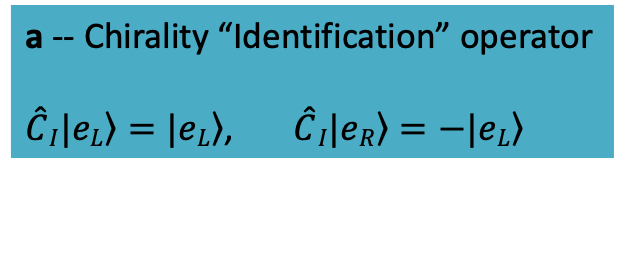 a -- Chirality “Identification” operator
Ĉ_I|e_L⟩ = |e_L⟩, Ĉ_I|e_R⟩ = −|e_L⟩